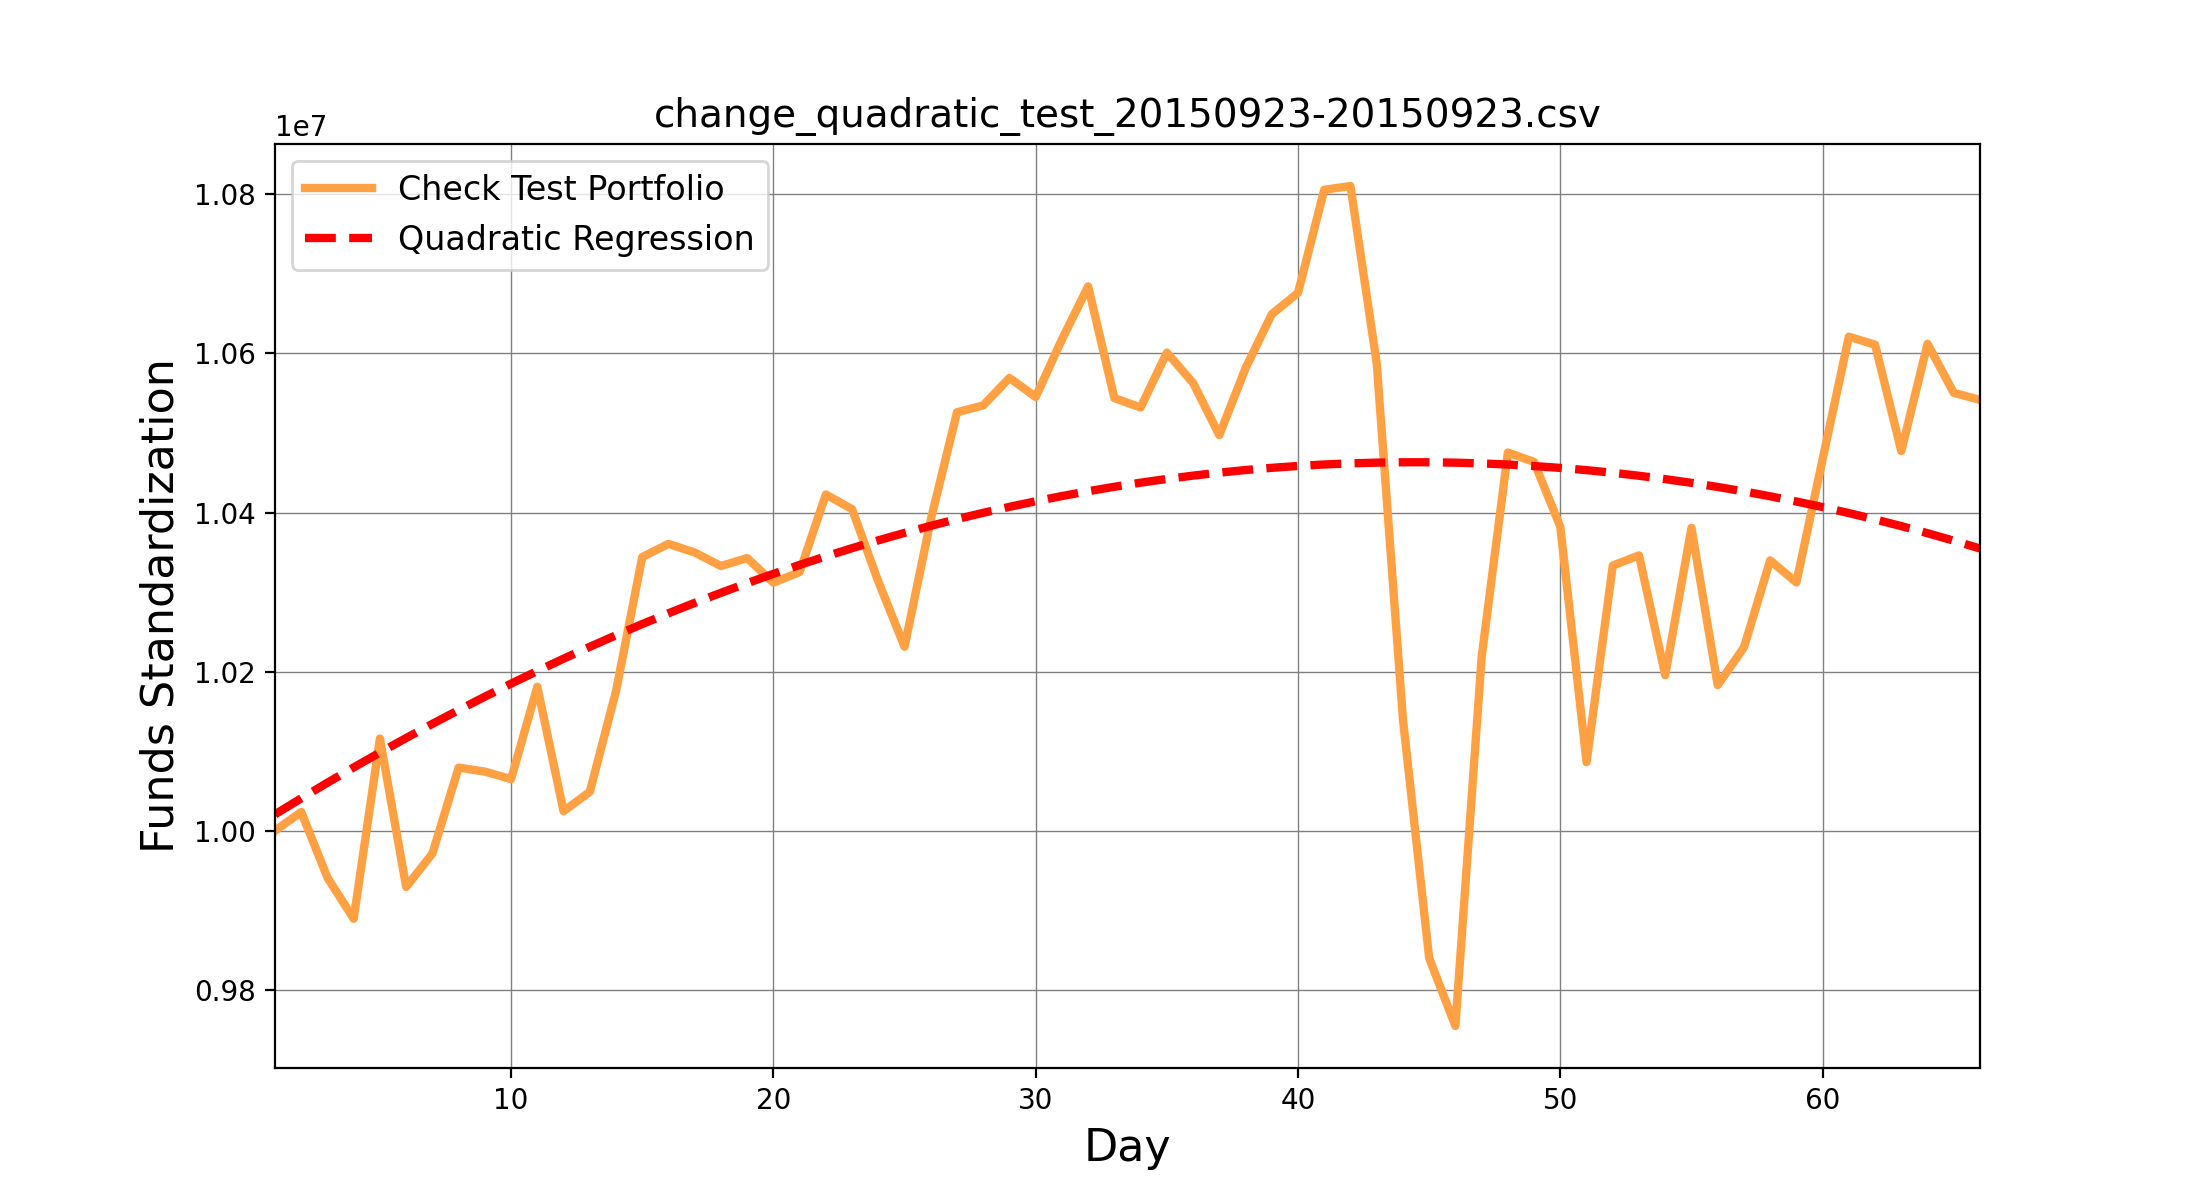 change_quadratic_test_20150923-20150923.csv
1e7
Check Test Portfolio
Quadratic Regression
1.08
1.06
1.04
1.02
1.00
0.98
Funds Standardization
10 20 30 40 50 60
Day